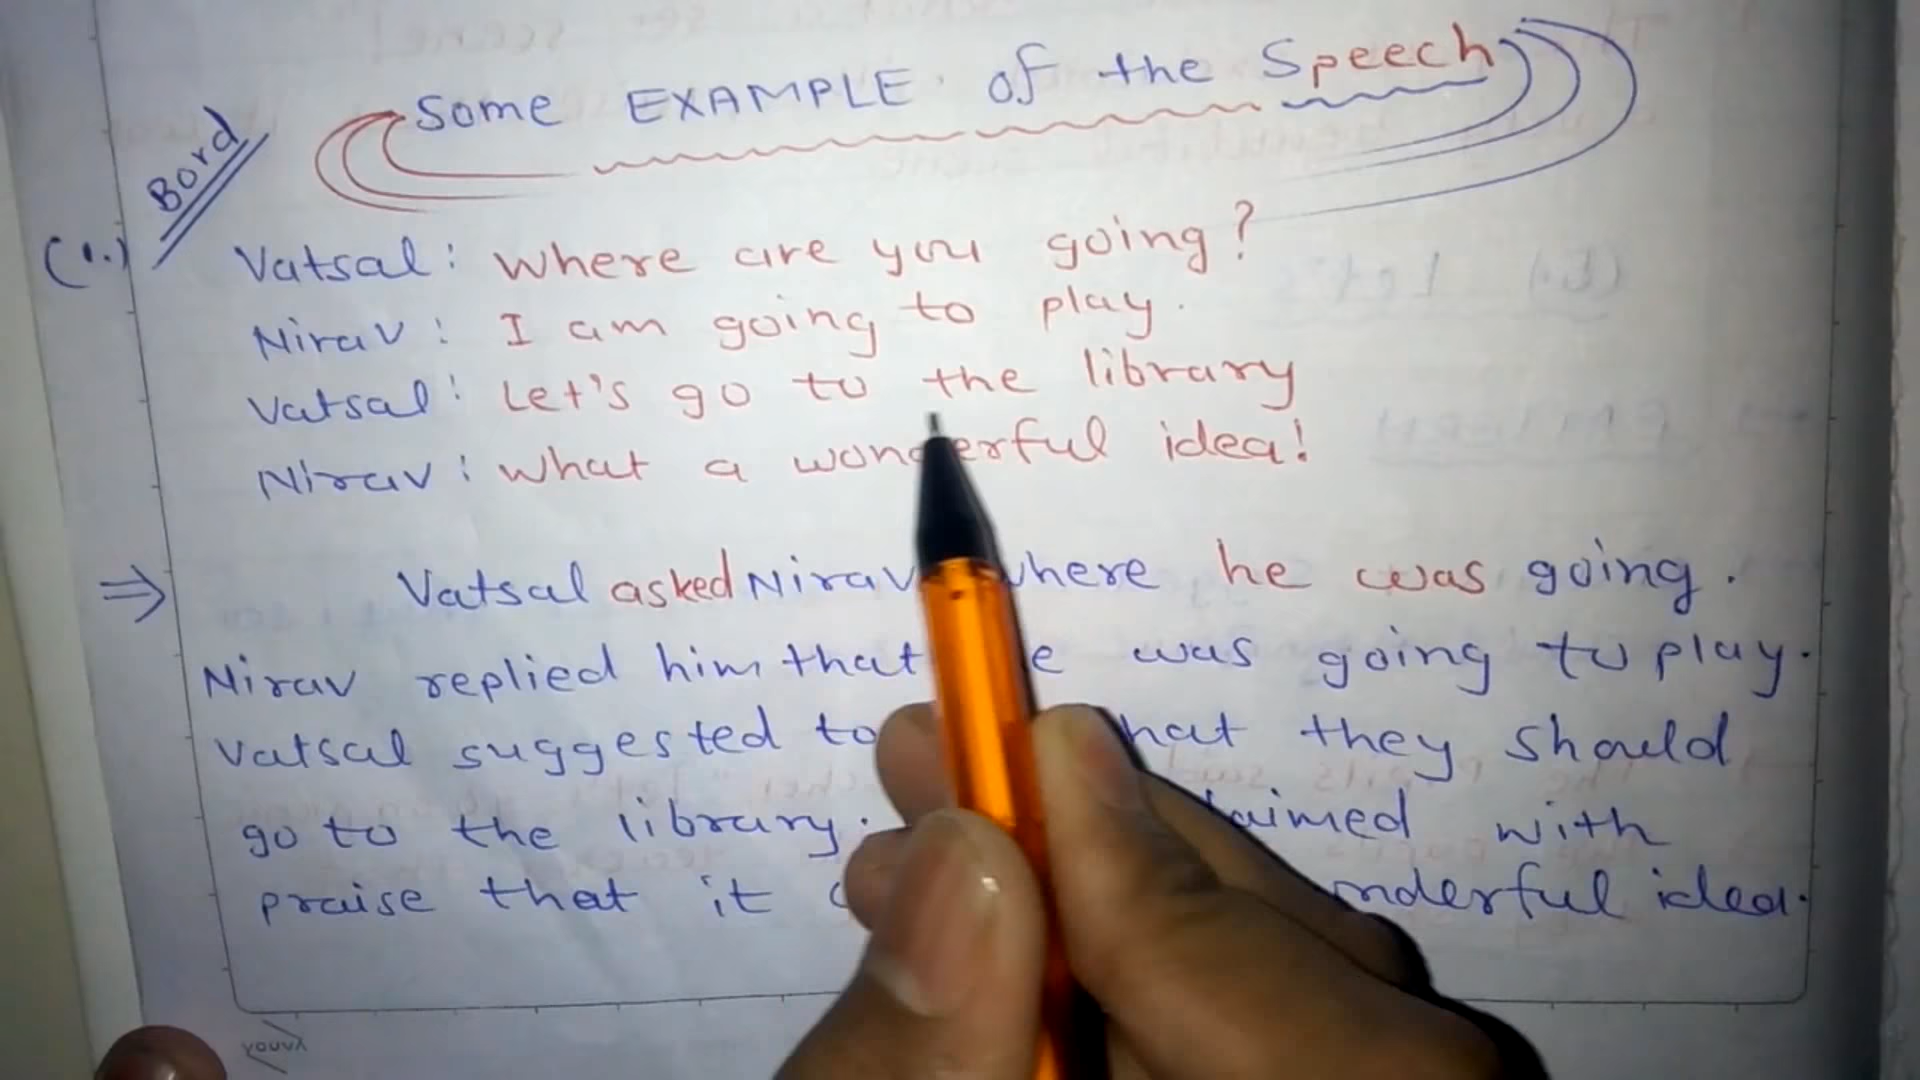 Some EXAMPLE of the Speech
Bord
(1.) Vatsal : Where are you going?
Nirav : I am going to play.
Vatsal : Let's go to the library
Nirav : What a wonderful idea!
⇒ Vatsal asked Nirav where he was going.
Nirav replied him that was going to play.
Vatsal suggested that they should
go to the library. with
praise that it idea.
youva